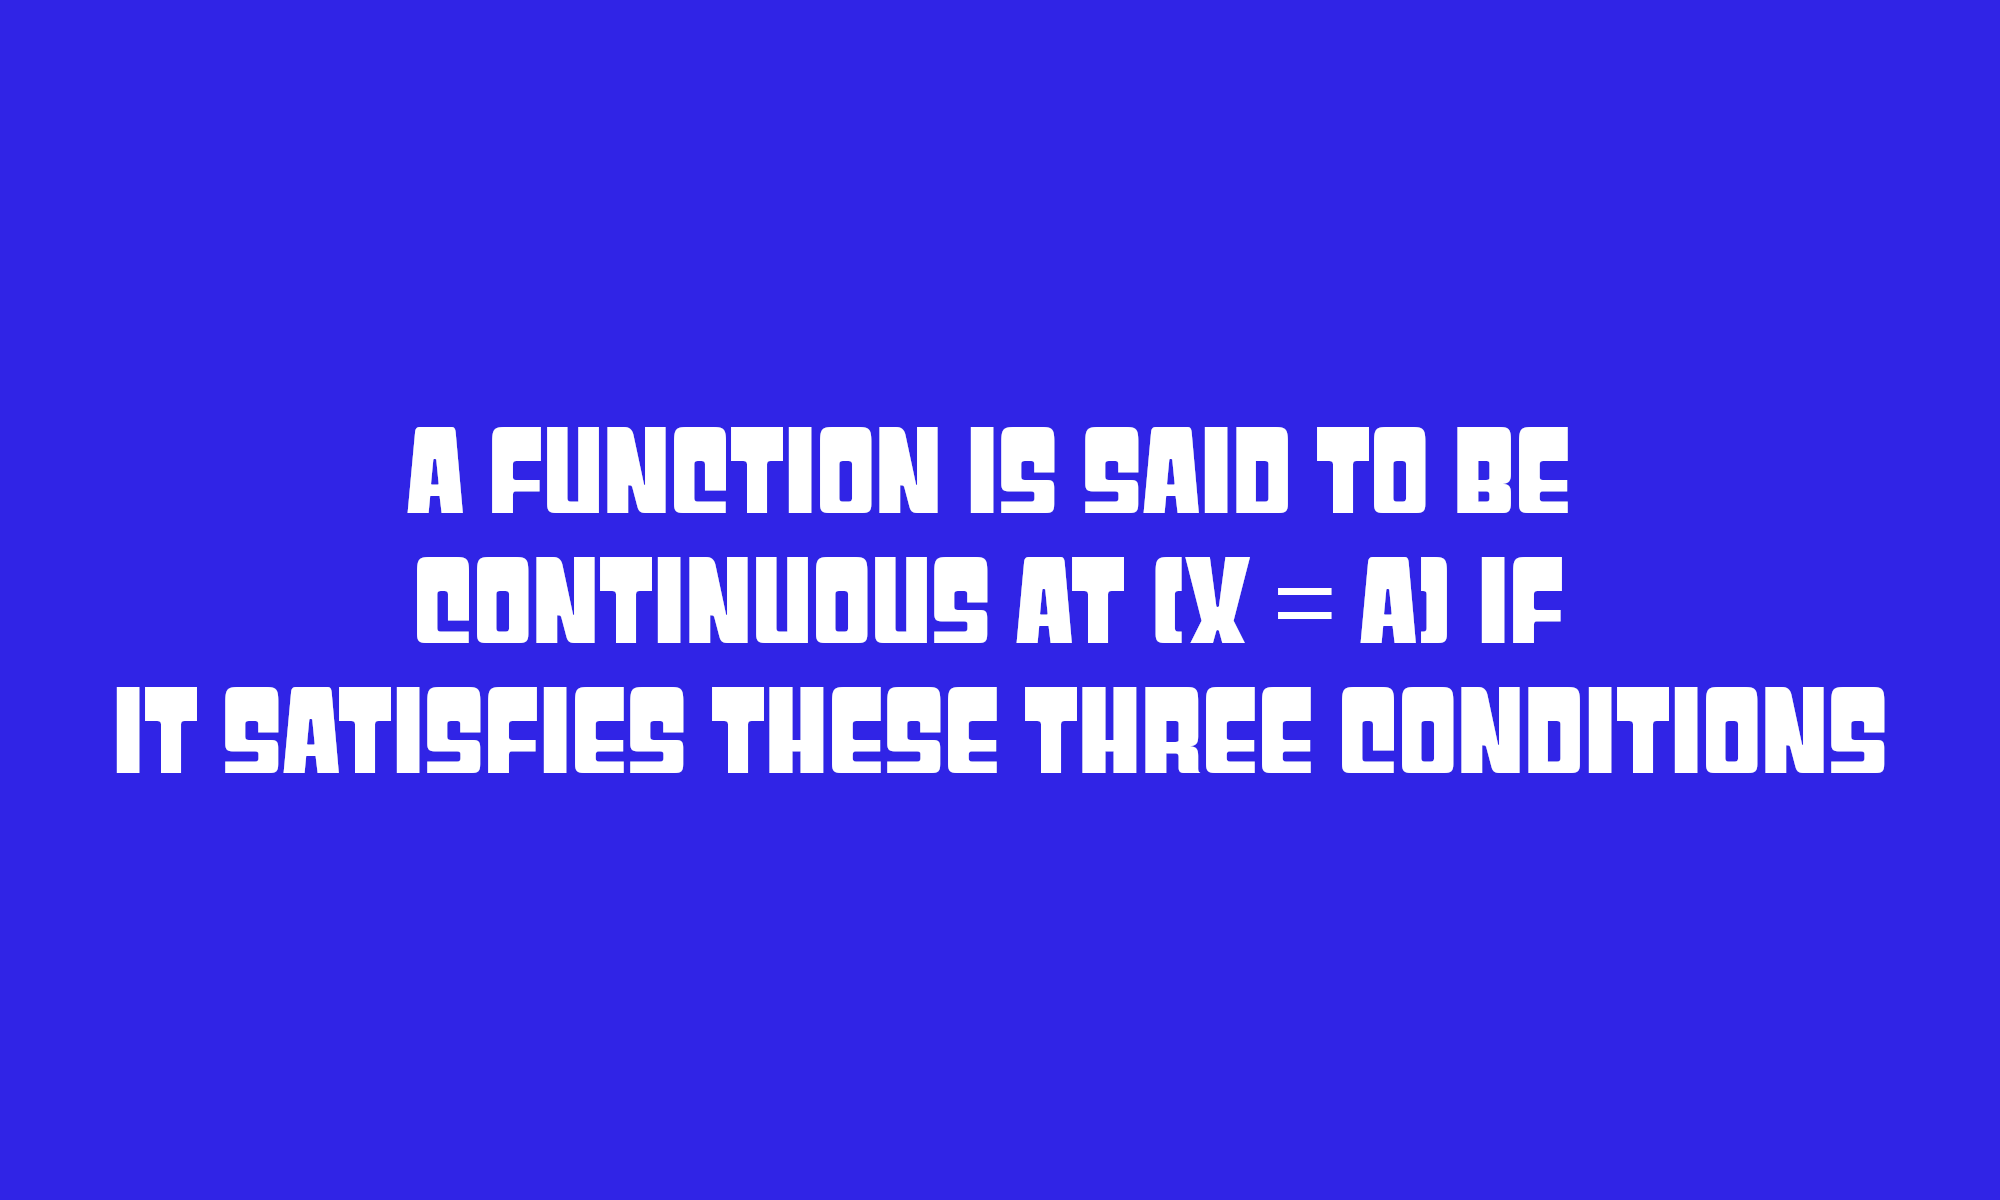 A FUNCTION IS SAID TO BE
CONTINUOUS AT (X = A) IF
IT SATISFIES THESE THREE CONDITIONS